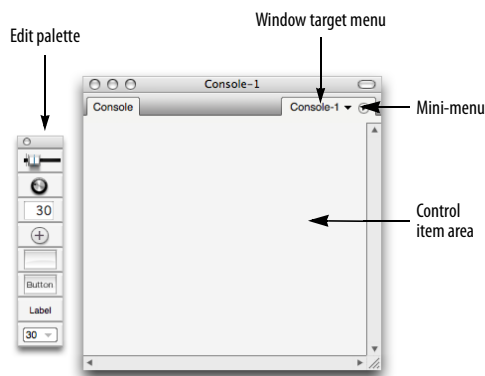 Window target menu
Edit palette
Console-1
Console
Console-1
Mini-menu
30
Control
item area
Button
Label
30